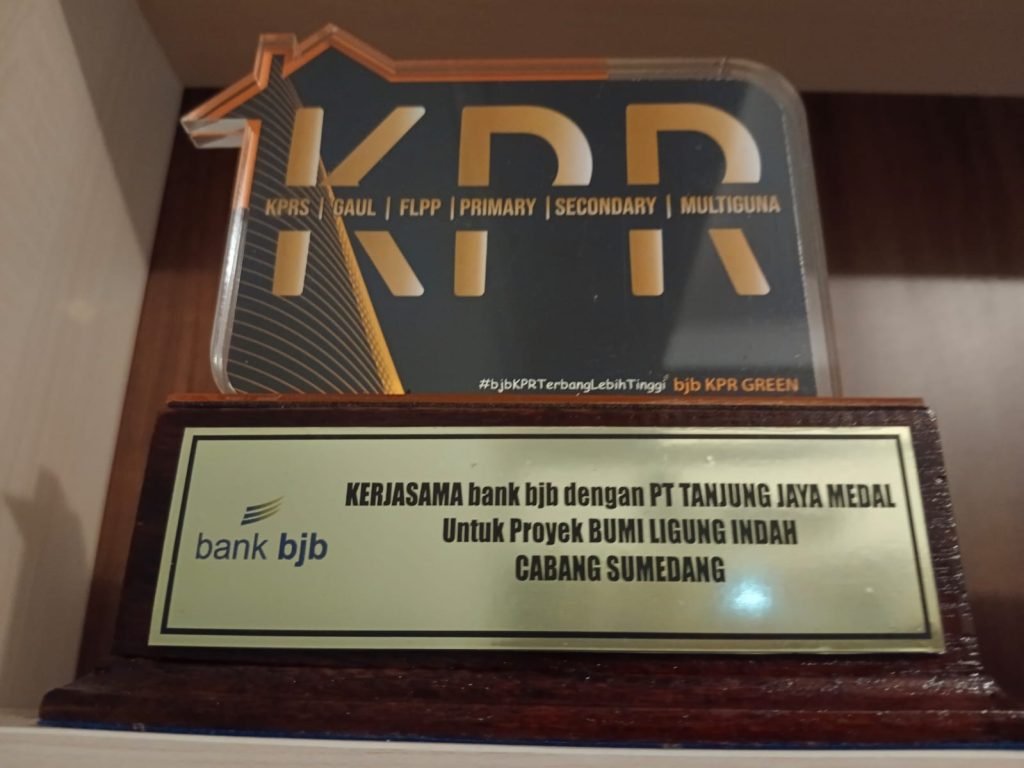 KPR
KPRS | GAUL | FLPP | PRIMARY | SECONDARY | MULTIGUNA
#bjbKPRTerbangLebihTinggi bjb KPR GREEN
KERJASAMA bank bjb dengan PT TANJUNG JAYA MEDAL
Untuk Proyek BUMI LIGUNG INDAH
CABANG SUMEDANG
bank bjb